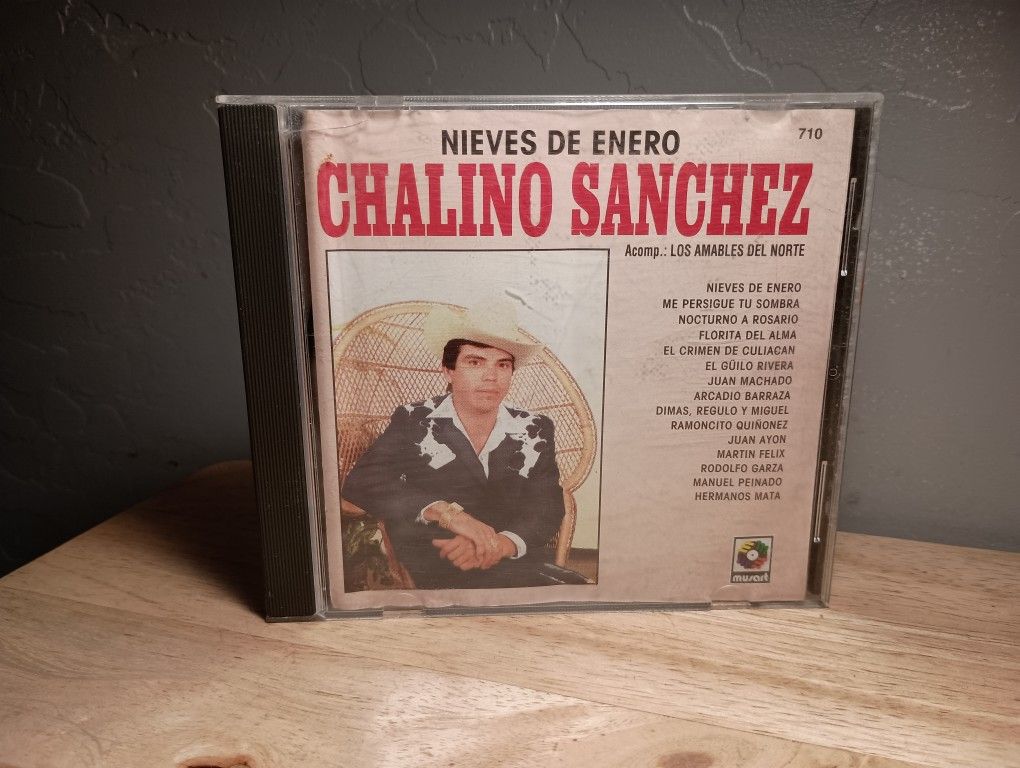 NIEVES DE ENERO
710
CHALINO SANCHEZ
Acomp.: LOS AMABLES DEL NORTE
NIEVES DE ENERO
ME PERSIGUE TU SOMBRA
NOCTURNO A ROSARIO
FLORITA DEL ALMA
EL CRIMEN DE CULIACAN
EL GÜILO RIVERA
JUAN MACHADO
ARCADIO BARRAZA
DIMAS, REGULO Y MIGUEL
RAMONCITO QUIÑONEZ
JUAN AYON
MARTIN FELIX
RODOLFO GARZA
MANUEL PEINADO
HERMANOS MATA
musart